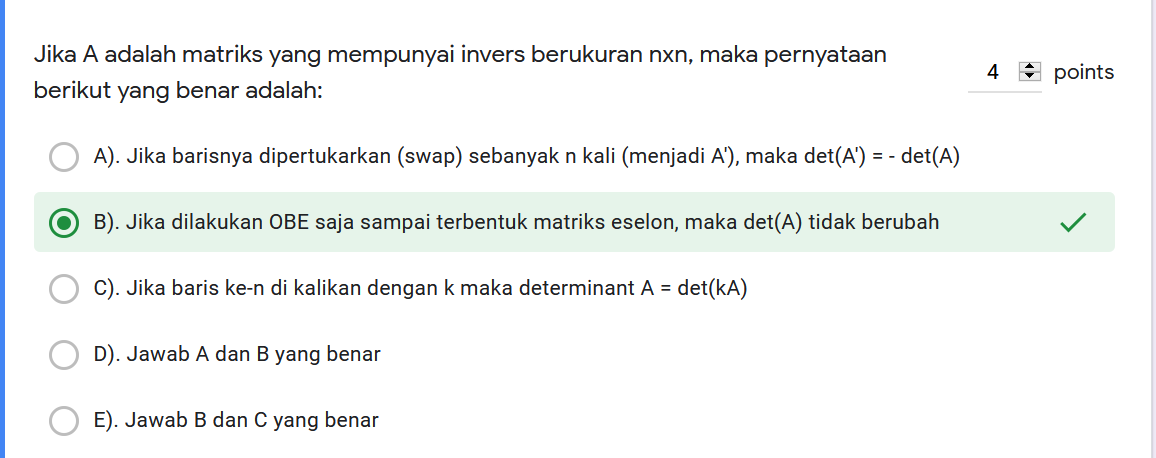 Jika A adalah matriks yang mempunyai invers berukuran nxn, maka pernyataan
berikut yang benar adalah:
4 points
A). Jika barisnya dipertukarkan (swap) sebanyak n kali (menjadi A'), maka det(A') = - det(A)
B). Jika dilakukan OBE saja sampai terbentuk matriks eselon, maka det(A) tidak berubah
C). Jika baris ke-n di kalikan dengan k maka determinant A = det(kA)
D). Jawab A dan B yang benar
E). Jawab B dan C yang benar